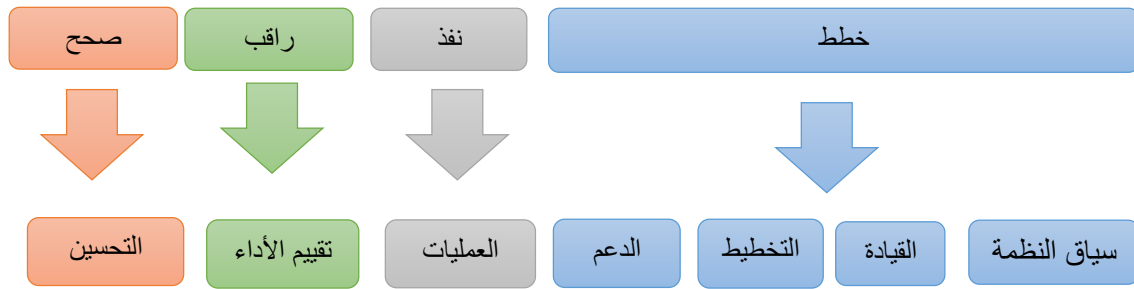 خطط
نفذ
راقب
صحح
سياق النظمة
القيادة
التخطيط
الدعم
العمليات
تقييم الأداء
التحسين